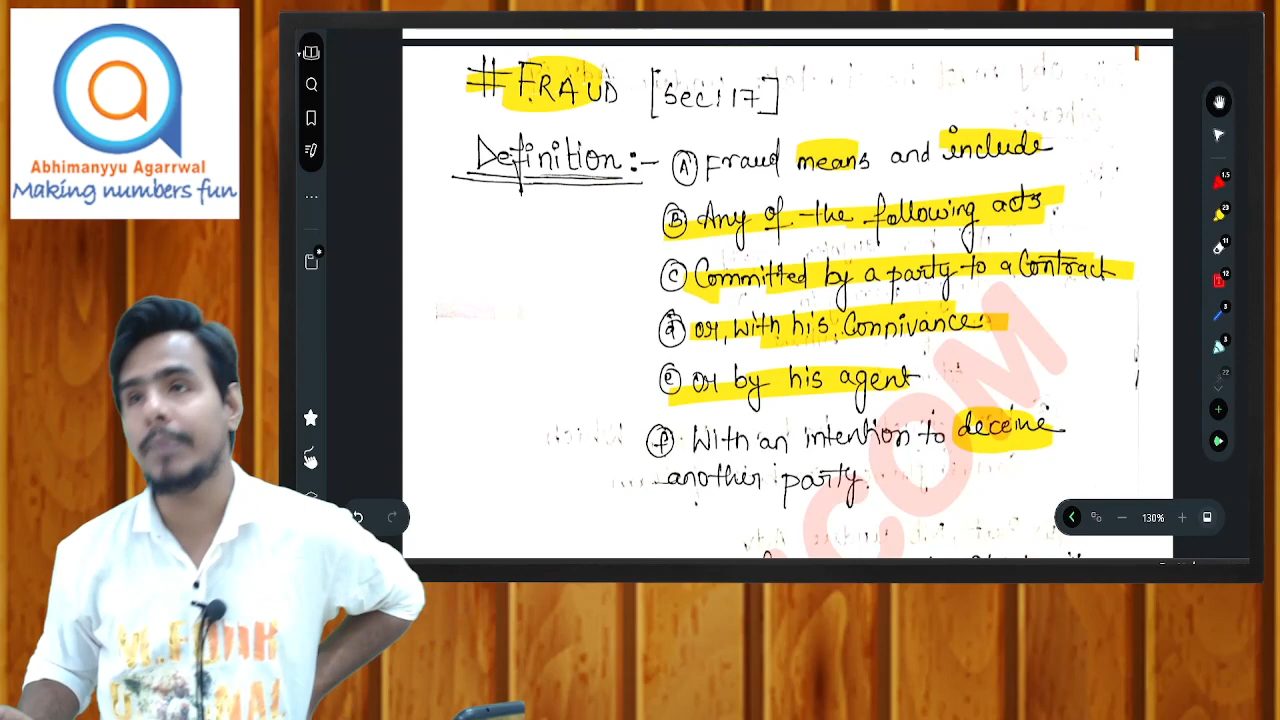 Abhimanyyu Agarrwal
Making numbers fun
# FRAUD [Sec: 17]
Definition :- (A) Fraud means and include
(B) Any of the following acts.
(C) Committed by a party to a Contract
(d) or, with his Connivance.
(e) or by his agent
(f) With an intention to deceive
another party.
.COM
130%